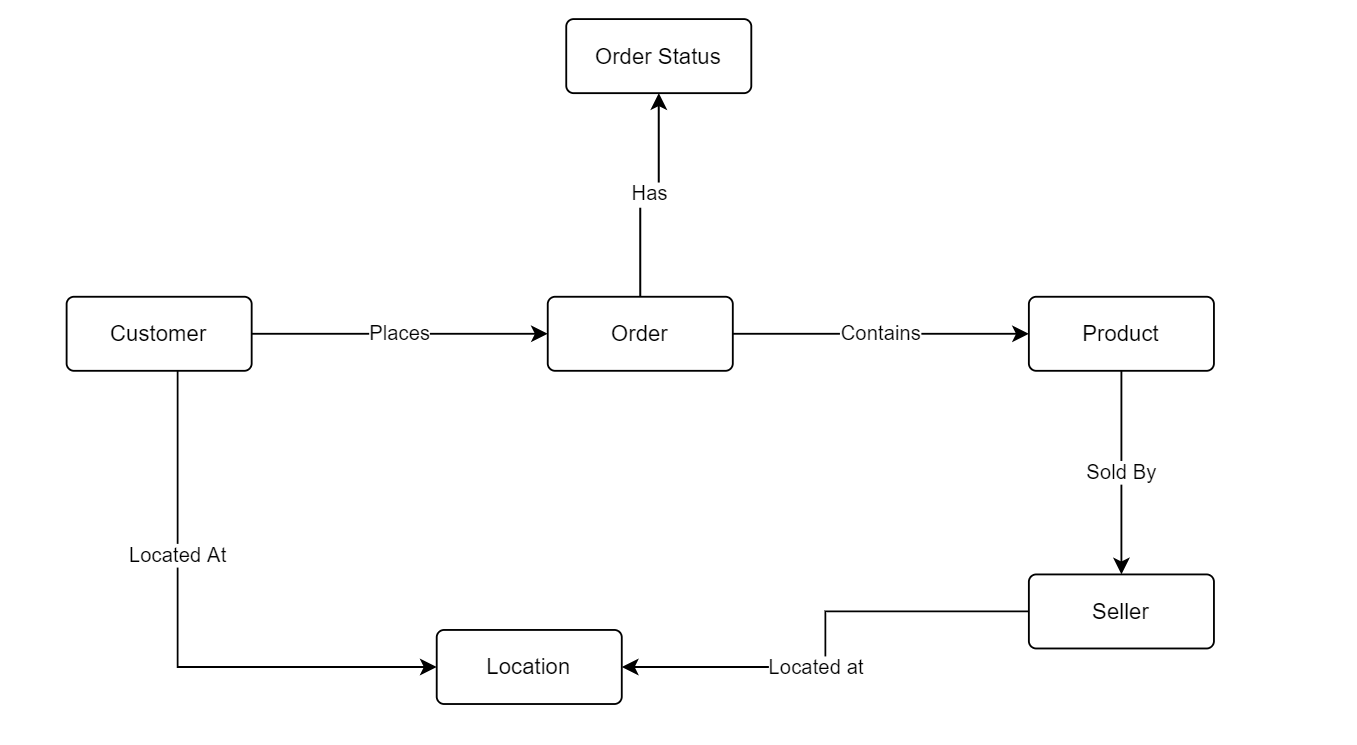 Order Status
Has
Customer
Places
Order
Contains
Product
Sold By
Located At
Seller
Location
Located at